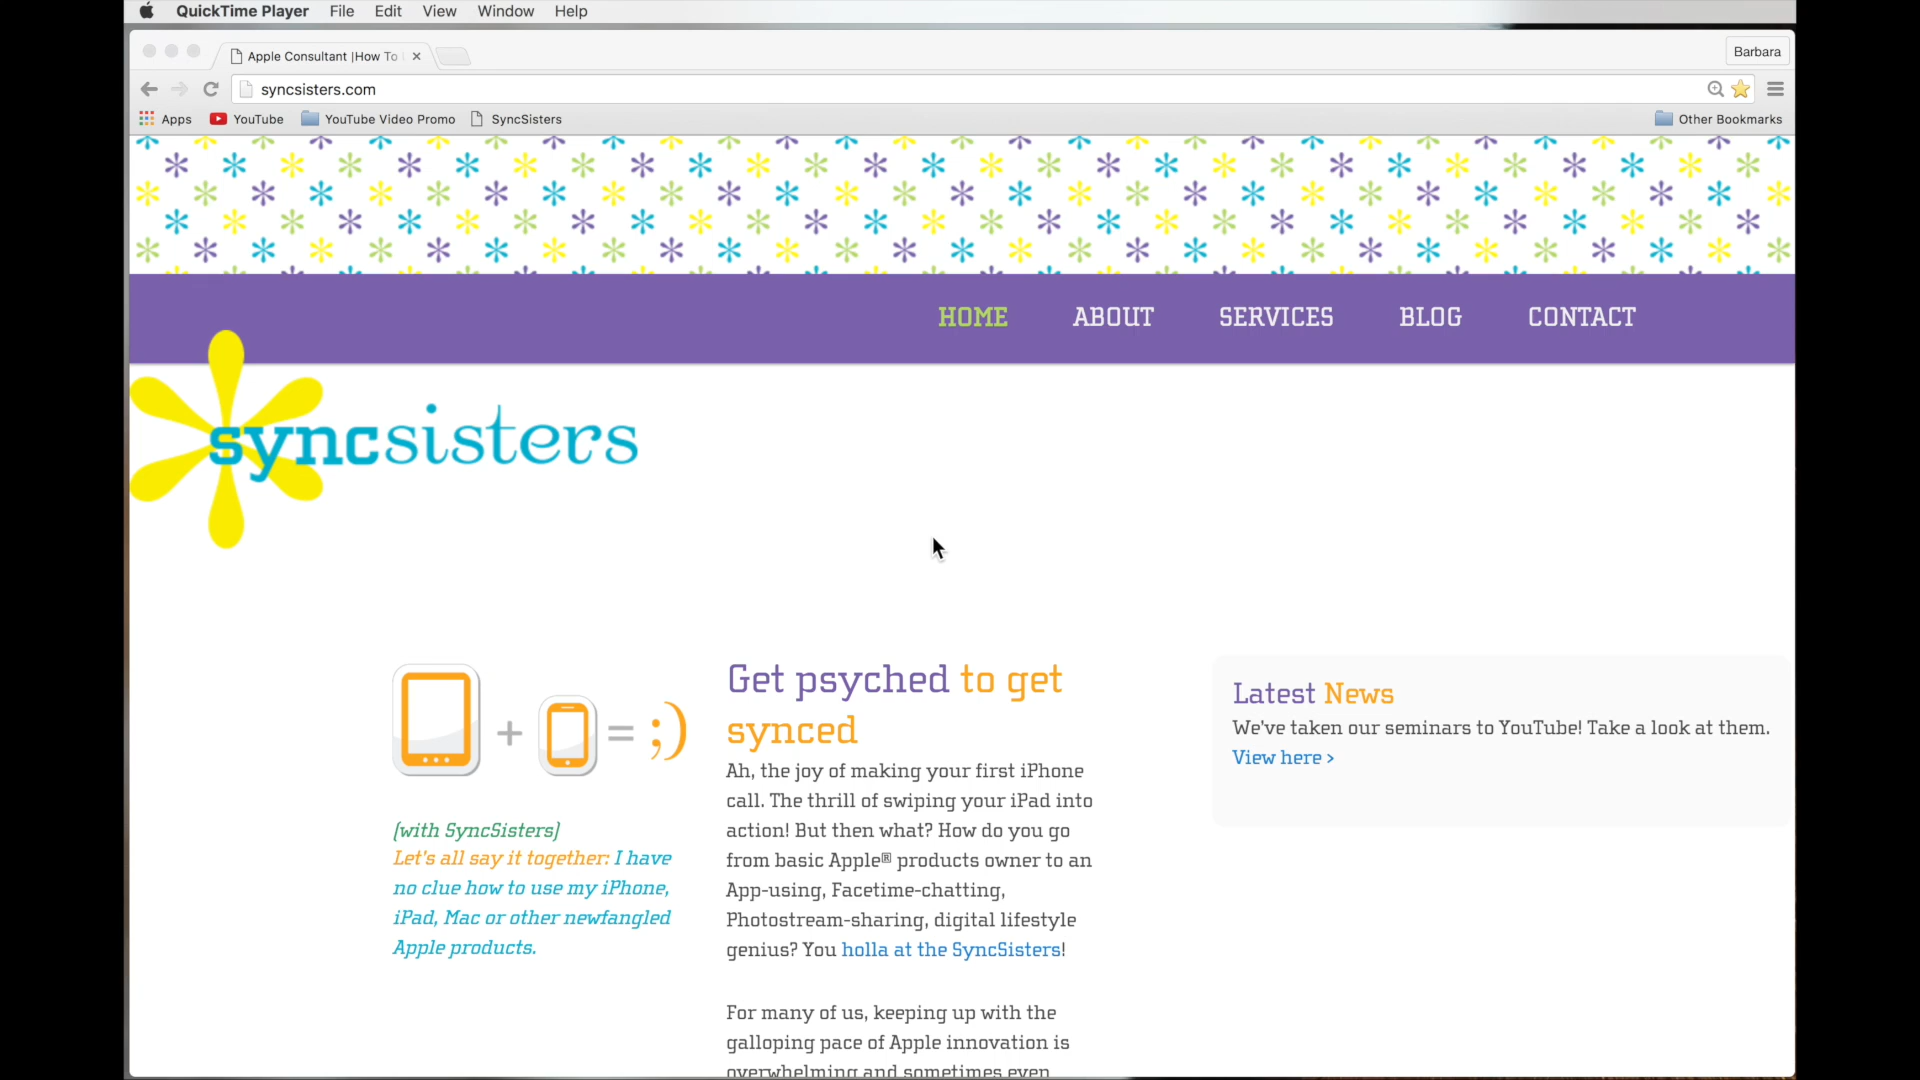 QuickTime Player File Edit View Window Help
Apple Consultant |How To
Barbara
syncsisters.com
Apps YouTube YouTube Video Promo SyncSisters Other Bookmarks
HOME ABOUT SERVICES BLOG CONTACT
syncsisters
+ = ;)
(with SyncSisters)
Let's all say it together: I have
no clue how to use my iPhone,
iPad, Mac or other newfangled
Apple products.
Get psyched to get
synced
Ah, the joy of making your first iPhone
call. The thrill of swiping your iPad into
action! But then what? How do you go
from basic Apple® products owner to an
App-using, Facetime-chatting,
Photostream-sharing, digital lifestyle
genius? You holla at the SyncSisters!
For many of us, keeping up with the
galloping pace of Apple innovation is
overwhelming and sometimes even
Latest News
We've taken our seminars to YouTube! Take a look at them.
View here >